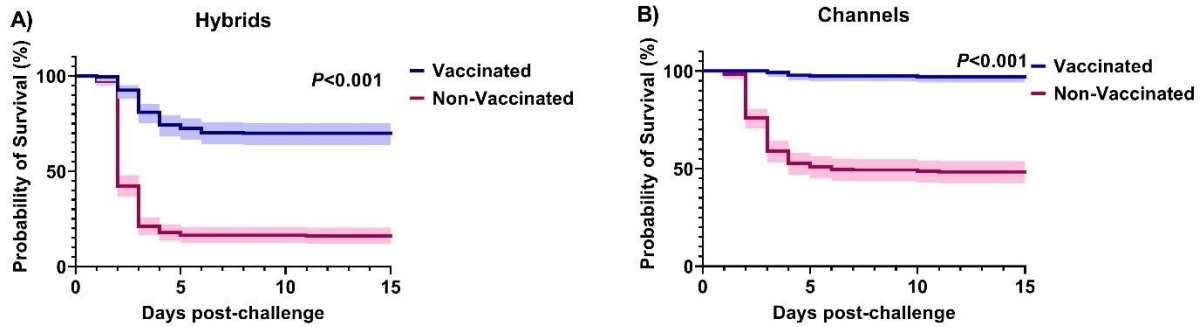 A)
Hybrids
Probability of Survival (%)
100
50
0
0 5 10 15
Days post-challenge
P<0.001
Vaccinated
Non-Vaccinated
B)
Channels
Probability of Survival (%)
100
50
0
0 5 10 15
Days post-challenge
P<0.001
Vaccinated
Non-Vaccinated